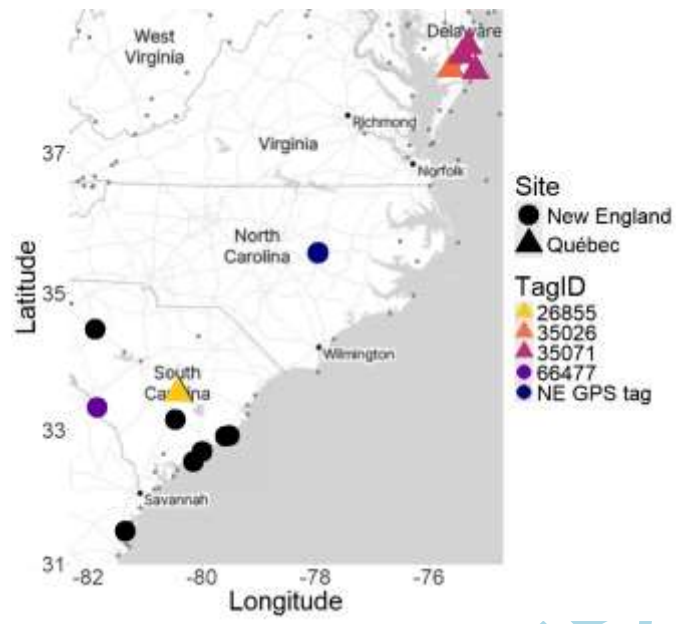 West
Virginia
Delaware
Richmond
Virginia
37
Norfolk
Site
New England
Québec
North
Carolina
TagID
26855
35026
35071
66477
NE GPS tag
35
Latitude
Wilmington
South
Carolina
33
Savannah
31
-82
-80
-78
-76
Longitude